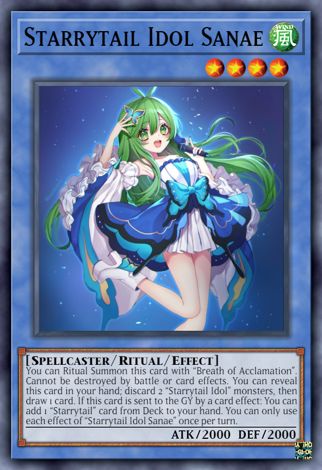 Starrytail Idol Sanae
WIND
風
[Spellcaster/Ritual/Effect]
You can Ritual Summon this card with "Breath of Acclamation".
Cannot be destroyed by battle or card effects. You can reveal
this card in your hand; discard 2 "Starrytail Idol" monsters, then
draw 1 card. If this card is sent to the GY by a card effect: You can
add 1 "Starrytail" card from Deck to your hand. You can only use
each effect of "Starrytail Idol Sanae" once per turn.
ATK/2000 DEF/2000